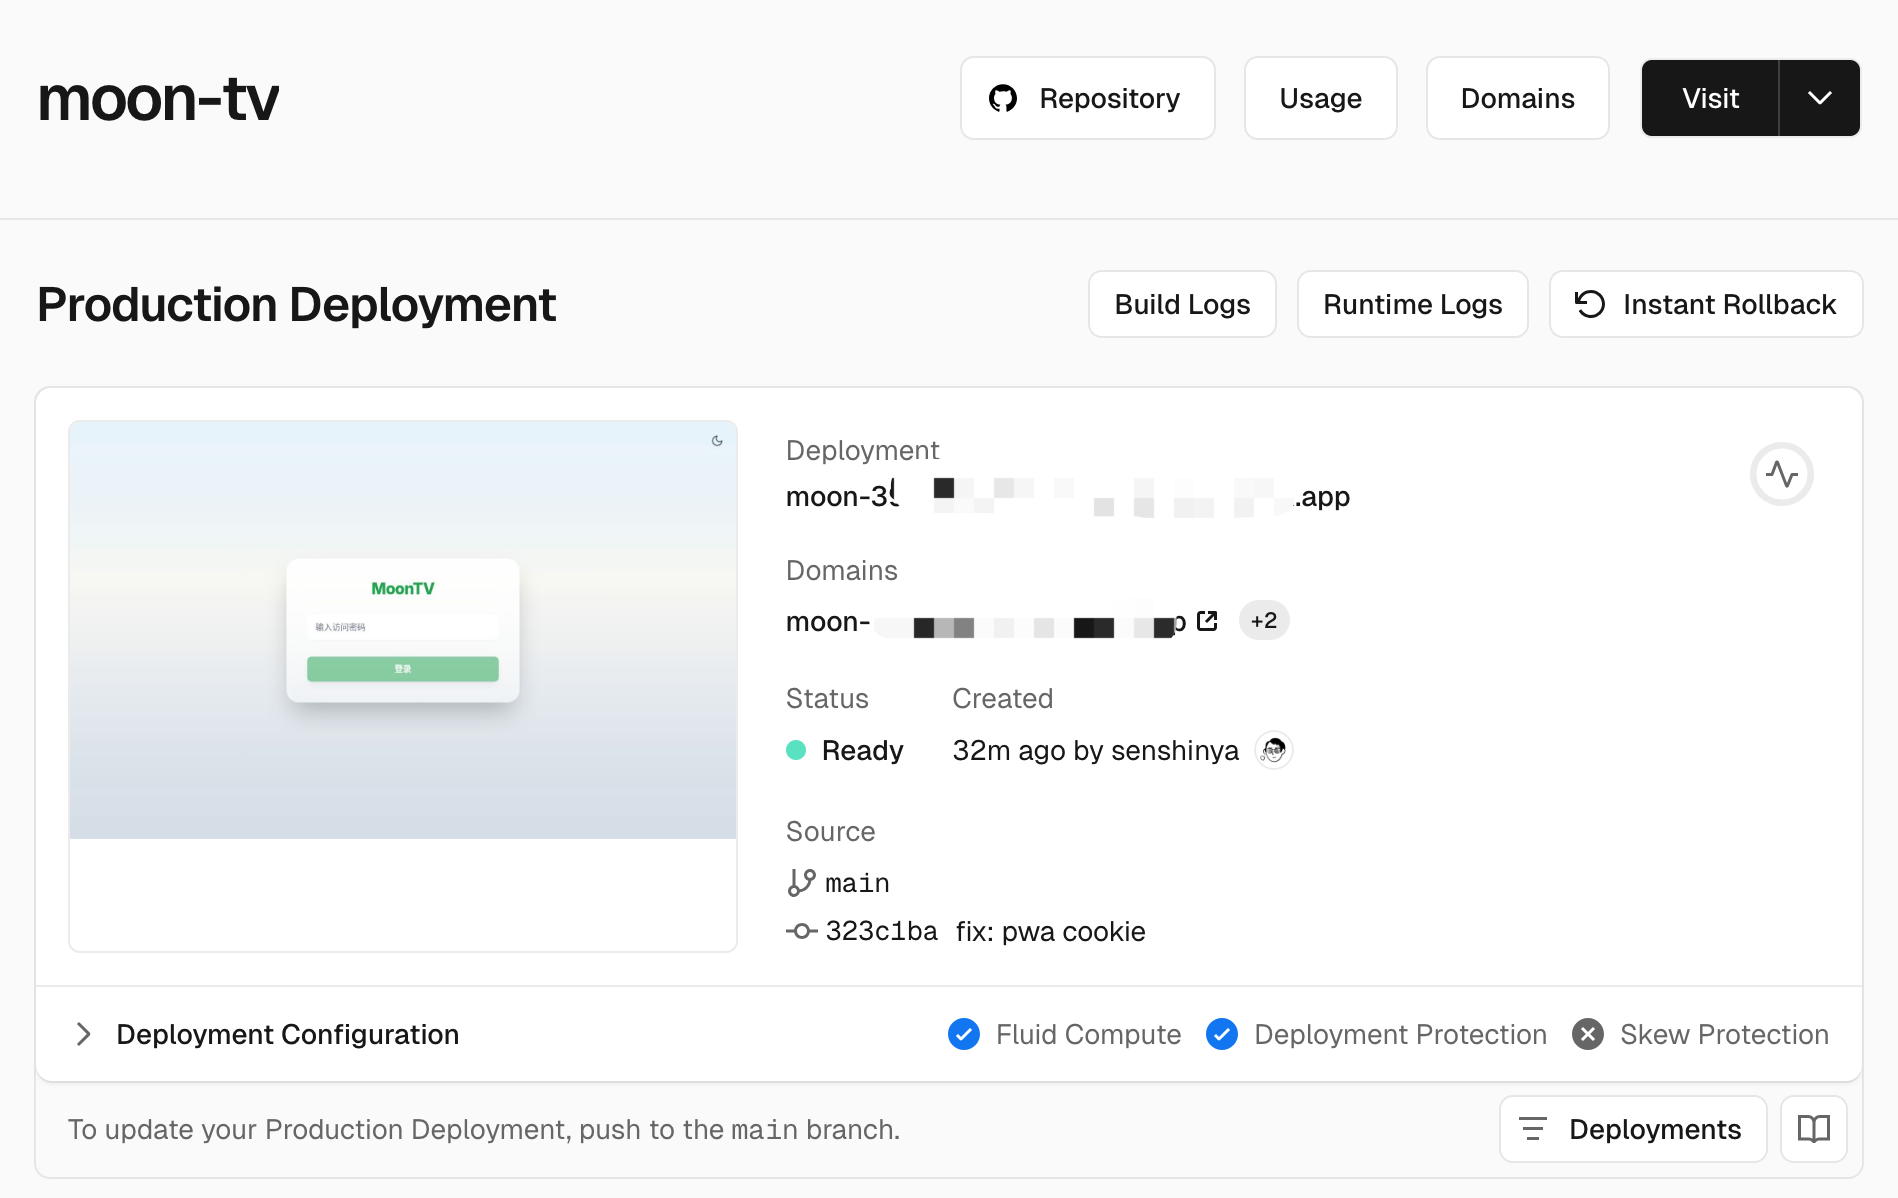 moon-tv
Repository
Usage
Domains
Visit
Production Deployment
Build Logs
Runtime Logs
Instant Rollback
MoonTV
输入访问密码
登录
Deployment
moon-3 .app
Domains
moon- +2
Status
Created
Ready
32m ago by senshinya
Source
main
323c1ba fix: pwa cookie
Deployment Configuration
Fluid Compute
Deployment Protection
Skew Protection
To update your Production Deployment, push to the main branch.
Deployments